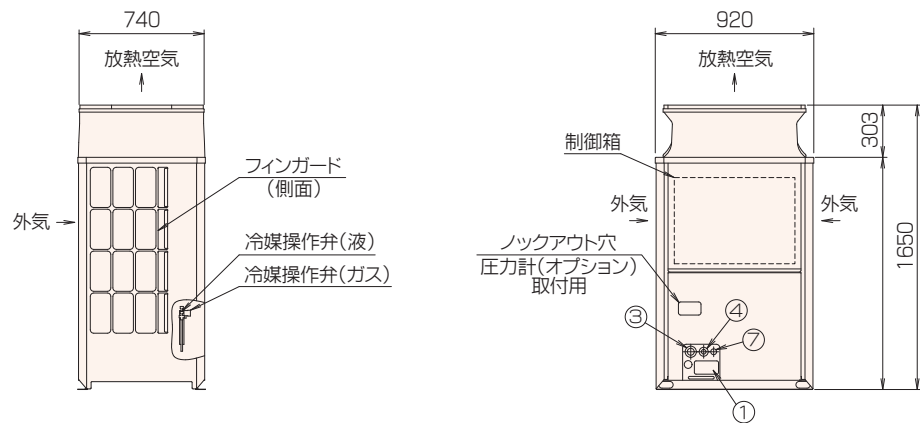 740
放熱空気
フィンガード
(側面)
外気
冷媒操作弁(液)
冷媒操作弁(ガス)
920
放熱空気
制御箱
外気
外気
ノックアウト穴
圧力計(オプション)
取付用
③
④
⑦
①
303
1650